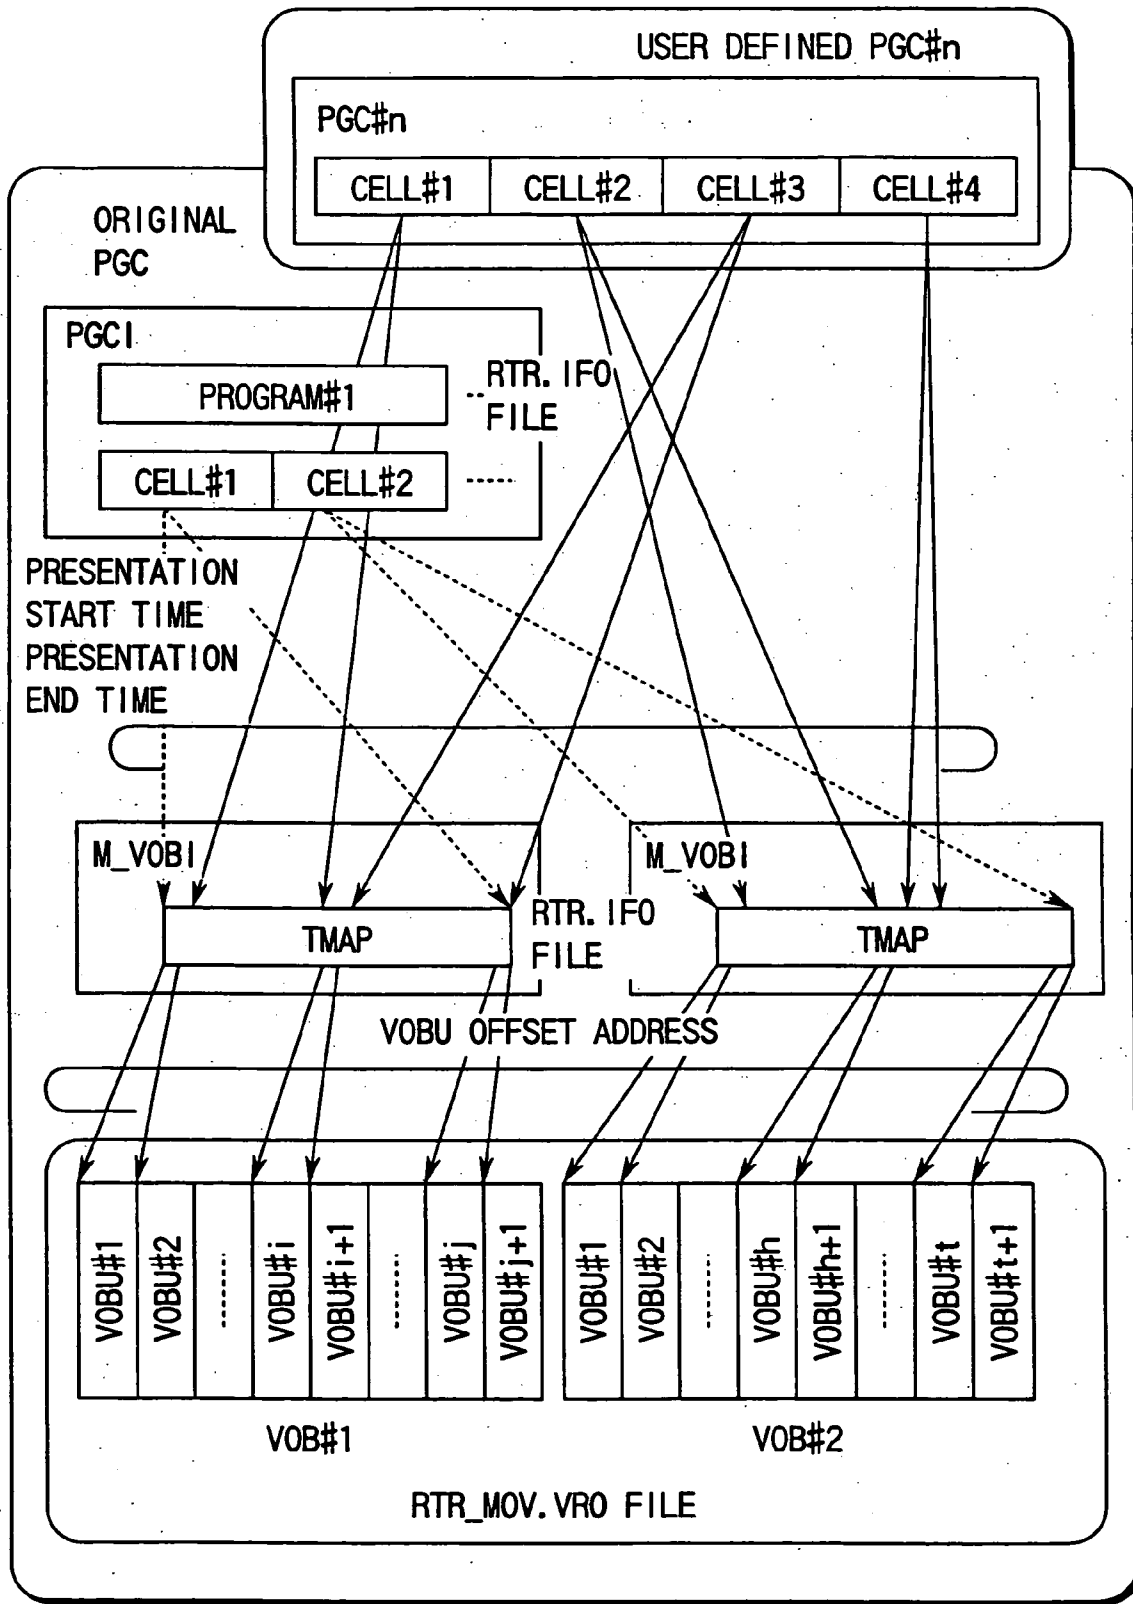 USER DEFINED PGC#n
PGC#n
CELL#1 CELL#2 CELL#3 CELL#4
ORIGINAL
PGC
PGCI
PROGRAM#1
RTR.IFO
FILE
CELL#1 CELL#2
PRESENTATION
START TIME
PRESENTATION
END TIME
M_VOBI
TMAP
RTR.IFO
FILE
M_VOBI
TMAP
VOBU OFFSET ADDRESS
VOBU#1
VOBU#2
VOBU#i
VOBU#i+1
VOBU#j
VOBU#j+1
VOBU#1
VOBU#2
VOBU#h
VOBU#h+1
VOBU#t
VOBU#t+1
VOB#1
VOB#2
RTR_MOV.VRO FILE